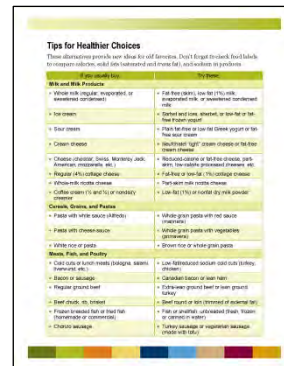 Tips for Healthier Choices
These alternatives provide new ideas for old favorites. Don't forget to check food labels
to compare calories, solid fats (saturated and trans fat), and sodium in products.
If you usually buy: Try these:
Milk and Milk Products
• Whole milk (regular, evaporated, or • Fat-free (skim), low-fat (1%) milk,
sweetened condensed) evaporated milk, or sweetened condensed
milk
• Ice cream • Sorbet and ices, sherbet, or low-fat or fat-
free frozen yogurt
• Sour cream • Plain fat-free or low-fat Greek yogurt or fat-
free sour cream
• Cream cheese • Neufchatel "light" cream cheese or fat-free
cream cheese
• Cheese (cheddar, Swiss, Monterey Jack, • Reduced-calorie or fat-free cheese, part-
American, mozzarella, etc.) skim, low-calorie processed cheeses, etc.
• Regular (4%) cottage cheese • Fat-free or low-fat (1%) cottage cheese
• Whole-milk ricotta cheese • Part-skim milk ricotta cheese
• Coffee cream (½ and ½) or nondairy • Low-fat (1%) or nonfat dry milk powder
creamer
Cereals, Grains, and Pastas
• Pasta with white sauce (Alfredo) • Whole grain pasta with red sauce
(marinara)
• Pasta with cheese sauce • Whole grain pasta with vegetables
(primavera)
• White rice or pasta • Brown rice or whole grain pasta
Meats, Fish, and Poultry
• Cold cuts or lunch meats (bologna, salami, • Low-fat/reduced sodium cold cuts (turkey,
liverwurst, etc.) chicken)
• Bacon or sausage • Canadian bacon or lean ham
• Regular ground beef • Extra-lean ground beef or lean ground
turkey
• Beef chuck, rib, brisket • Beef round or loin (trimmed of external fat)
• Frozen breaded fish or fried fish • Fish or shellfish, unbreaded (fresh, frozen,
(homemade or commercial) or canned in water)
• Chorizo sausage • Turkey sausage or vegetarian sausage
(made with tofu)